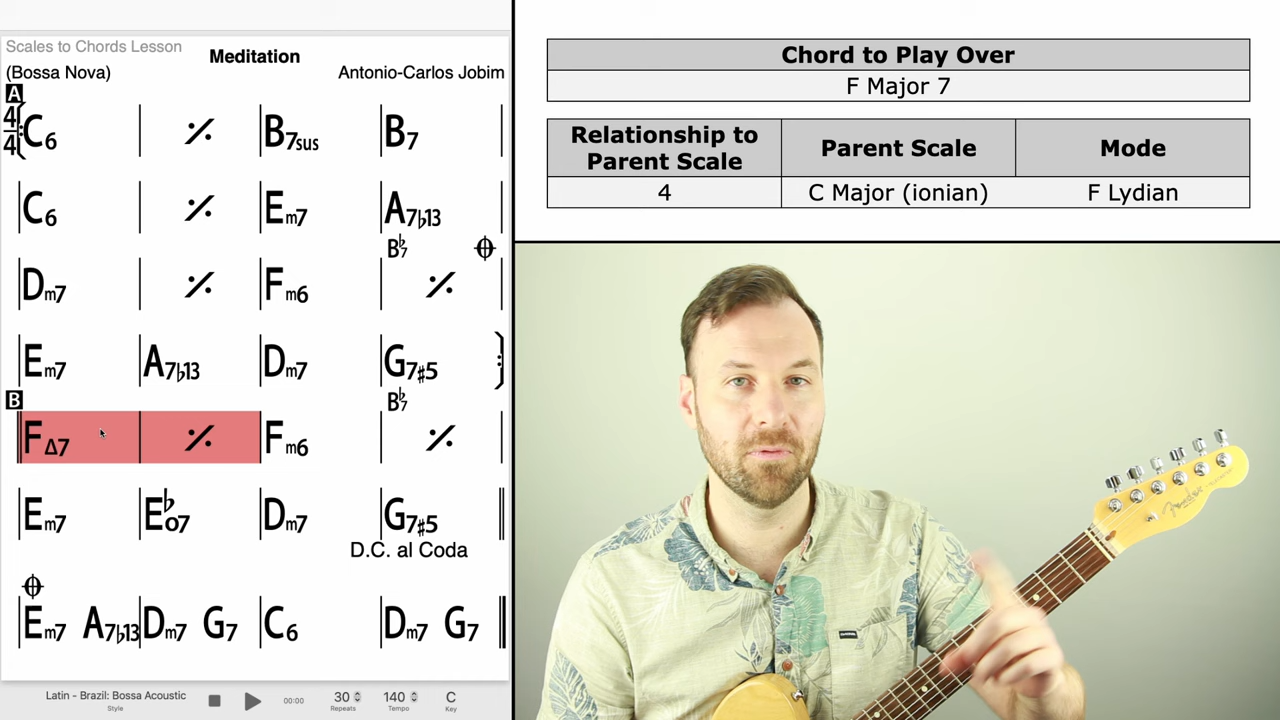 Scales to Chords Lesson
Meditation
(Bossa Nova)
Antonio-Carlos Jobim
A
4/4 C6 | 𝄎 | B7sus | B7
C6 | 𝄎 | Em7 | A7♭13
B♭7
Dm7 | 𝄎 | Fm6 | 𝄎
Em7 | A7♭13 | Dm7 | G7♯5
B
B♭7
FΔ7 | 𝄎 | Fm6 | 𝄎
Em7 | E♭o7 | Dm7 | G7♯5
D.C. al Coda
Em7 A7♭13 | Dm7 G7 | C6 | Dm7 G7
Latin - Brazil: Bossa Acoustic
Style
00:00
30
Repeats
140
Tempo
C
Key
Chord to Play Over
F Major 7
Relationship to
Parent Scale
Parent Scale
Mode
4
C Major (ionian)
F Lydian
Fender